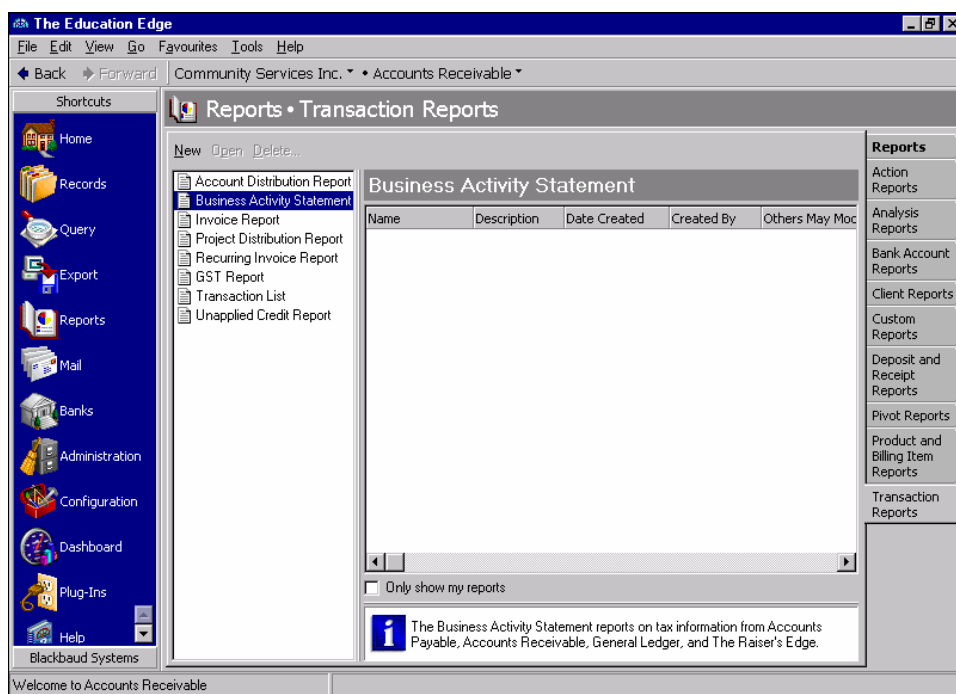 The Education Edge
File Edit View Go Favourites Tools Help
Back Forward Community Services Inc. • Accounts Receivable
Shortcuts
Home
Records
Query
Export
Reports
Mail
Banks
Administration
Configuration
Dashboard
Plug-Ins
Help
Blackbaud Systems
Reports • Transaction Reports
New Open Delete...
Account Distribution Report
Business Activity Statement
Invoice Report
Project Distribution Report
Recurring Invoice Report
GST Report
Transaction List
Unapplied Credit Report
Business Activity Statement
Name Description Date Created Created By Others May Moc
Only show my reports
The Business Activity Statement reports on tax information from Accounts
Payable, Accounts Receivable, General Ledger, and The Raiser's Edge.
Reports
Action
Reports
Analysis
Reports
Bank Account
Reports
Client Reports
Custom
Reports
Deposit and
Receipt
Reports
Pivot Reports
Product and
Billing Item
Reports
Transaction
Reports
Welcome to Accounts Receivable